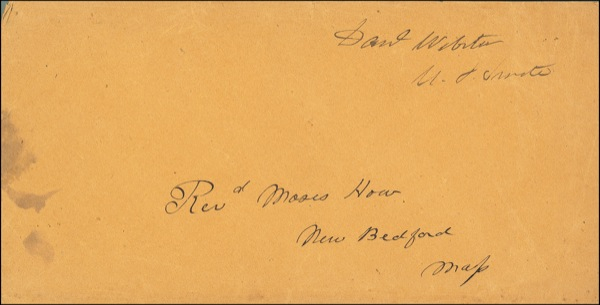 Danl Webster
U. S. Senate
Revd Moses How.
New Bedford
Mass